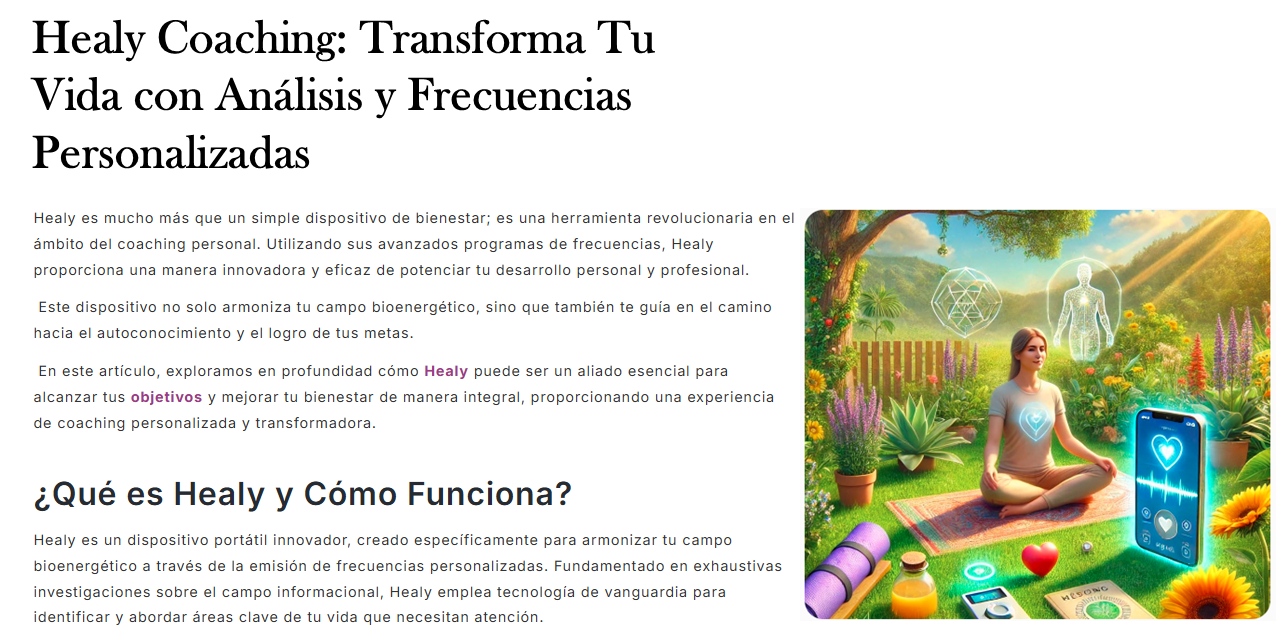 Healy Coaching: Transforma Tu
Vida con Análisis y Frecuencias
Personalizadas
Healy es mucho más que un simple dispositivo de bienestar; es una herramienta revolucionaria en el
ámbito del coaching personal. Utilizando sus avanzados programas de frecuencias, Healy
proporciona una manera innovadora y eficaz de potenciar tu desarrollo personal y profesional.
Este dispositivo no solo armoniza tu campo bioenergético, sino que también te guía en el camino
hacia el autoconocimiento y el logro de tus metas.
En este artículo, exploramos en profundidad cómo Healy puede ser un aliado esencial para
alcanzar tus objetivos y mejorar tu bienestar de manera integral, proporcionando una experiencia
de coaching personalizada y transformadora.
¿Qué es Healy y Cómo Funciona?
Healy es un dispositivo portátil innovador, creado específicamente para armonizar tu campo
bioenergético a través de la emisión de frecuencias personalizadas. Fundamentado en exhaustivas
investigaciones sobre el campo informacional, Healy emplea tecnología de vanguardia para
identificar y abordar áreas clave de tu vida que necesitan atención.